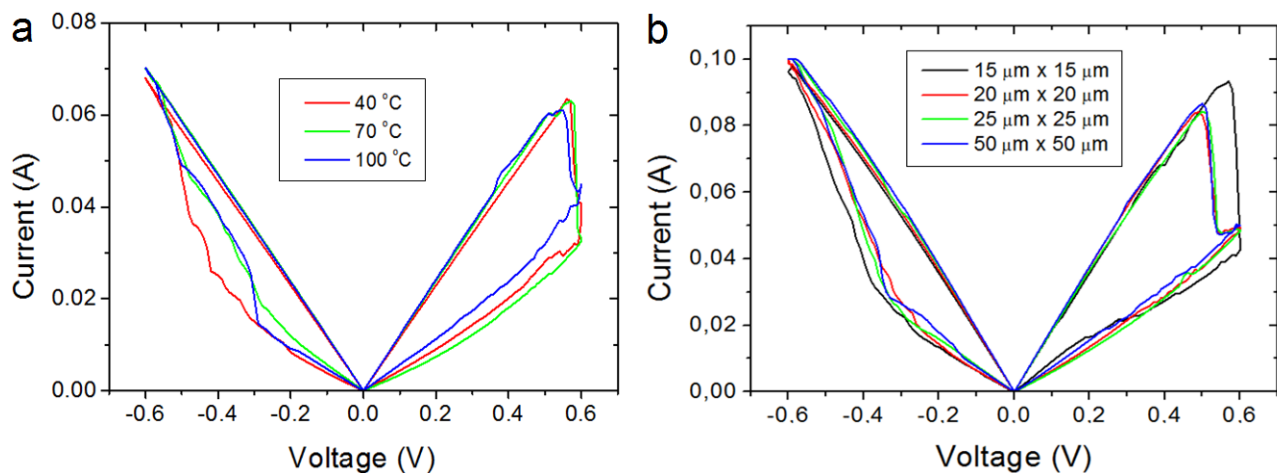 a
0.08
0.06
0.04
0.02
0.00
Current (A)
40 °C
70 °C
100 °C
-0.6 -0.4 -0.2 0.0 0.2 0.4 0.6
Voltage (V)
b
0,10
0,08
0,06
0,04
0,02
0,00
Current (A)
15 μm x 15 μm
20 μm x 20 μm
25 μm x 25 μm
50 μm x 50 μm
-0.6 -0.4 -0.2 0.0 0.2 0.4 0.6
Voltage (V)